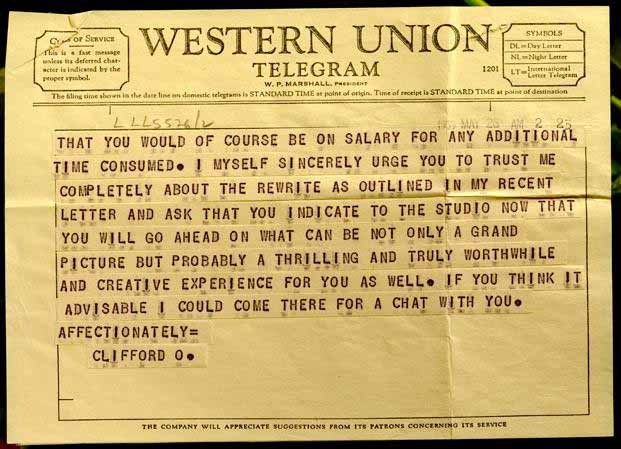 CLASS OF SERVICE
This is a fast message
unless its deferred char-
acter is indicated by the
proper symbol.
WESTERN UNION
TELEGRAM
W. P. MARSHALL, PRESIDENT
1201
SYMBOLS
DL=Day Letter
NL=Night Letter
LT=International Letter Telegram
The filing time shown in the date line on domestic telegrams is STANDARD TIME at point of origin. Time of receipt is STANDARD TIME at point of destination
MAY 28 AM 2 25
THAT YOU WOULD OF COURSE BE ON SALARY FOR ANY ADDITIONAL
TIME CONSUMED. I MYSELF SINCERELY URGE YOU TO TRUST ME
COMPLETELY ABOUT THE REWRITE AS OUTLINED IN MY RECENT
LETTER AND ASK THAT YOU INDICATE TO THE STUDIO NOW THAT
YOU WILL GO AHEAD ON WHAT CAN BE NOT ONLY A GRAND
PICTURE BUT PROBABLY A THRILLING AND TRULY WORTHWHILE
AND CREATIVE EXPERIENCE FOR YOU AS WELL. IF YOU THINK IT
ADVISABLE I COULD COME THERE FOR A CHAT WITH YOU.
AFFECTIONATELY=
CLIFFORD O.
THE COMPANY WILL APPRECIATE SUGGESTIONS FROM ITS PATRONS CONCERNING ITS SERVICE